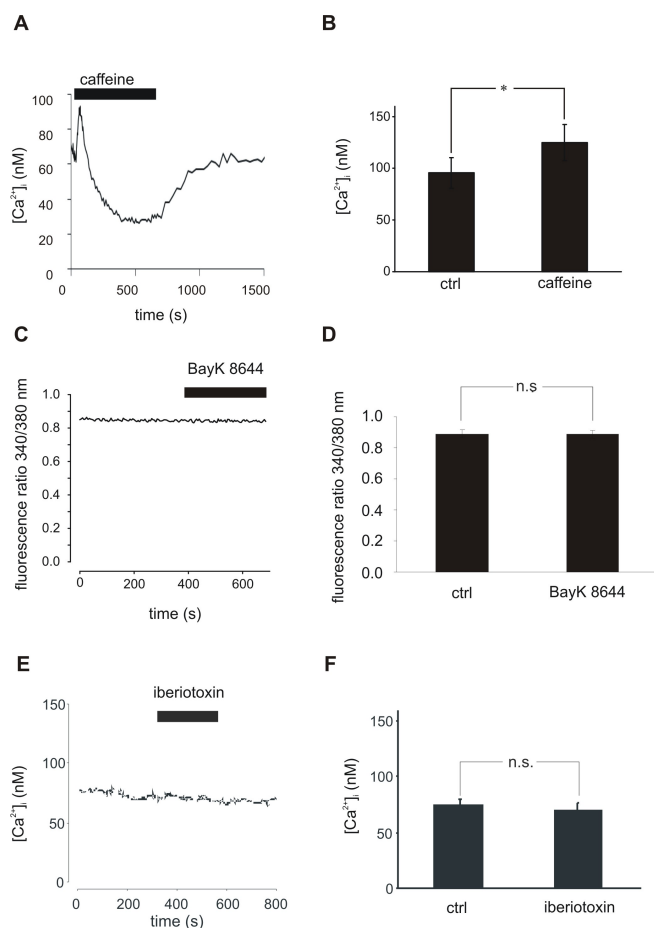 A
caffeine
[Ca²⁺]ᵢ (nM)
100
80
60
40
20
0
0 500 1000 1500
time (s)
B
*
[Ca²⁺]ᵢ (nM)
150
100
50
0
ctrl caffeine
C
BayK 8644
fluorescence ratio 340/380 nm
1.0
0.8
0.6
0.4
0.2
0.0
0 200 400 600
time (s)
D
n.s
fluorescence ratio 340/380 nm
1.0
0.8
0.6
0.4
0.2
0.0
ctrl BayK 8644
E
iberiotoxin
[Ca²⁺]ᵢ (nM)
150
100
50
0
0 200 400 600 800
time (s)
F
n.s.
[Ca²⁺]ᵢ (nM)
150
100
50
0
ctrl iberiotoxin